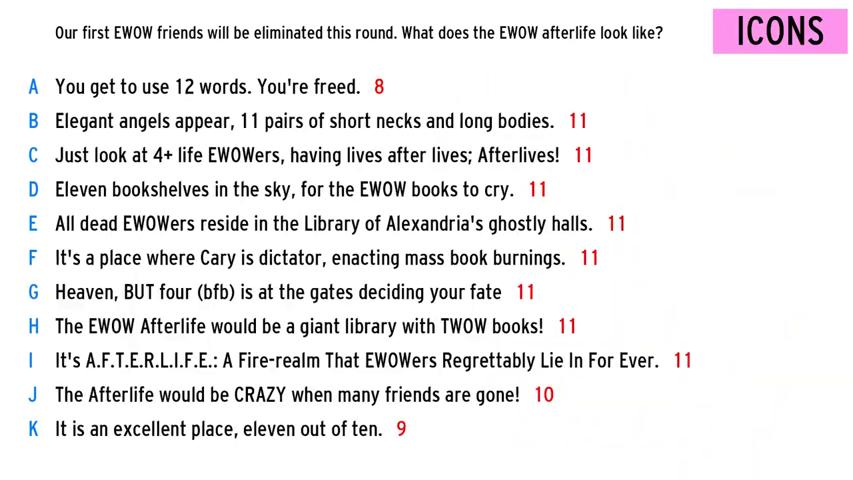 Our first EWOW friends will be eliminated this round. What does the EWOW afterlife look like?
ICONS
A You get to use 12 words. You're freed. 8
B Elegant angels appear, 11 pairs of short necks and long bodies. 11
C Just look at 4+ life EWOWers, having lives after lives; Afterlives! 11
D Eleven bookshelves in the sky, for the EWOW books to cry. 11
E All dead EWOWers reside in the Library of Alexandria's ghostly halls. 11
F It's a place where Cary is dictator, enacting mass book burnings. 11
G Heaven, BUT four (bfb) is at the gates deciding your fate 11
H The EWOW Afterlife would be a giant library with TWOW books! 11
I It's A.F.T.E.R.L.I.F.E.: A Fire-realm That EWOWers Regrettably Lie In For Ever. 11
J The Afterlife would be CRAZY when many friends are gone! 10
K It is an excellent place, eleven out of ten. 9